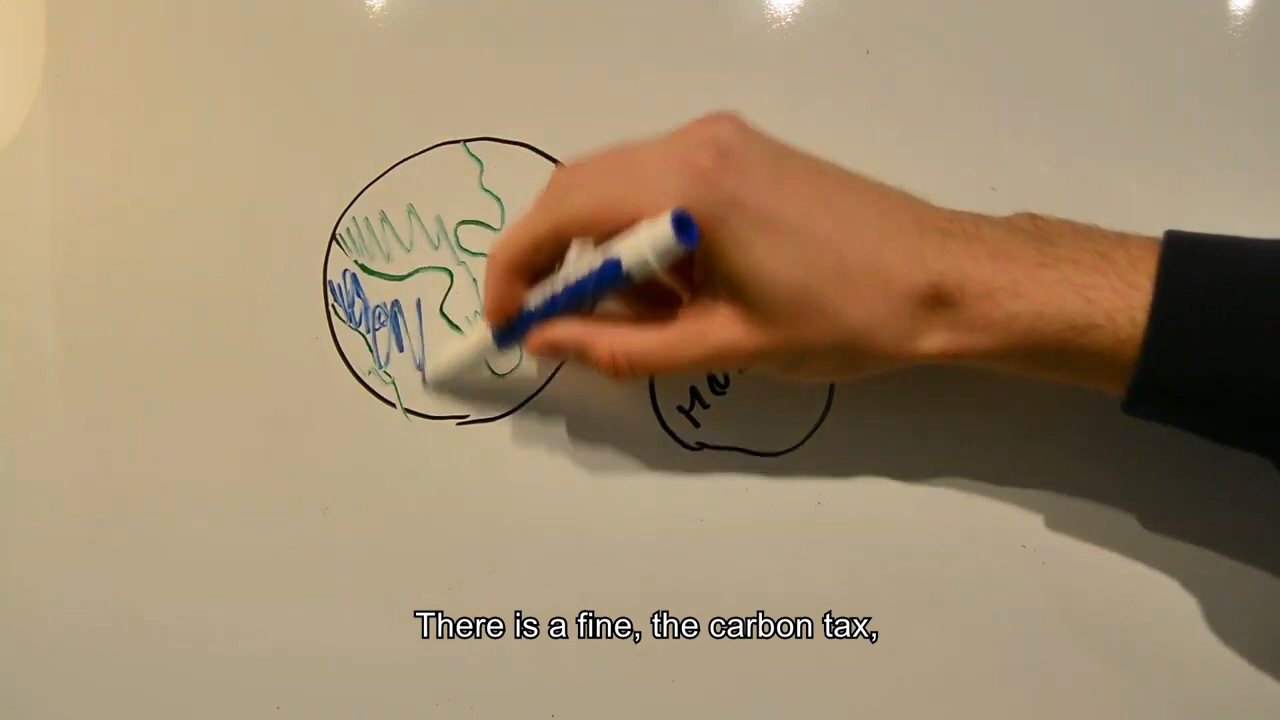 There is a fine, the carbon tax,